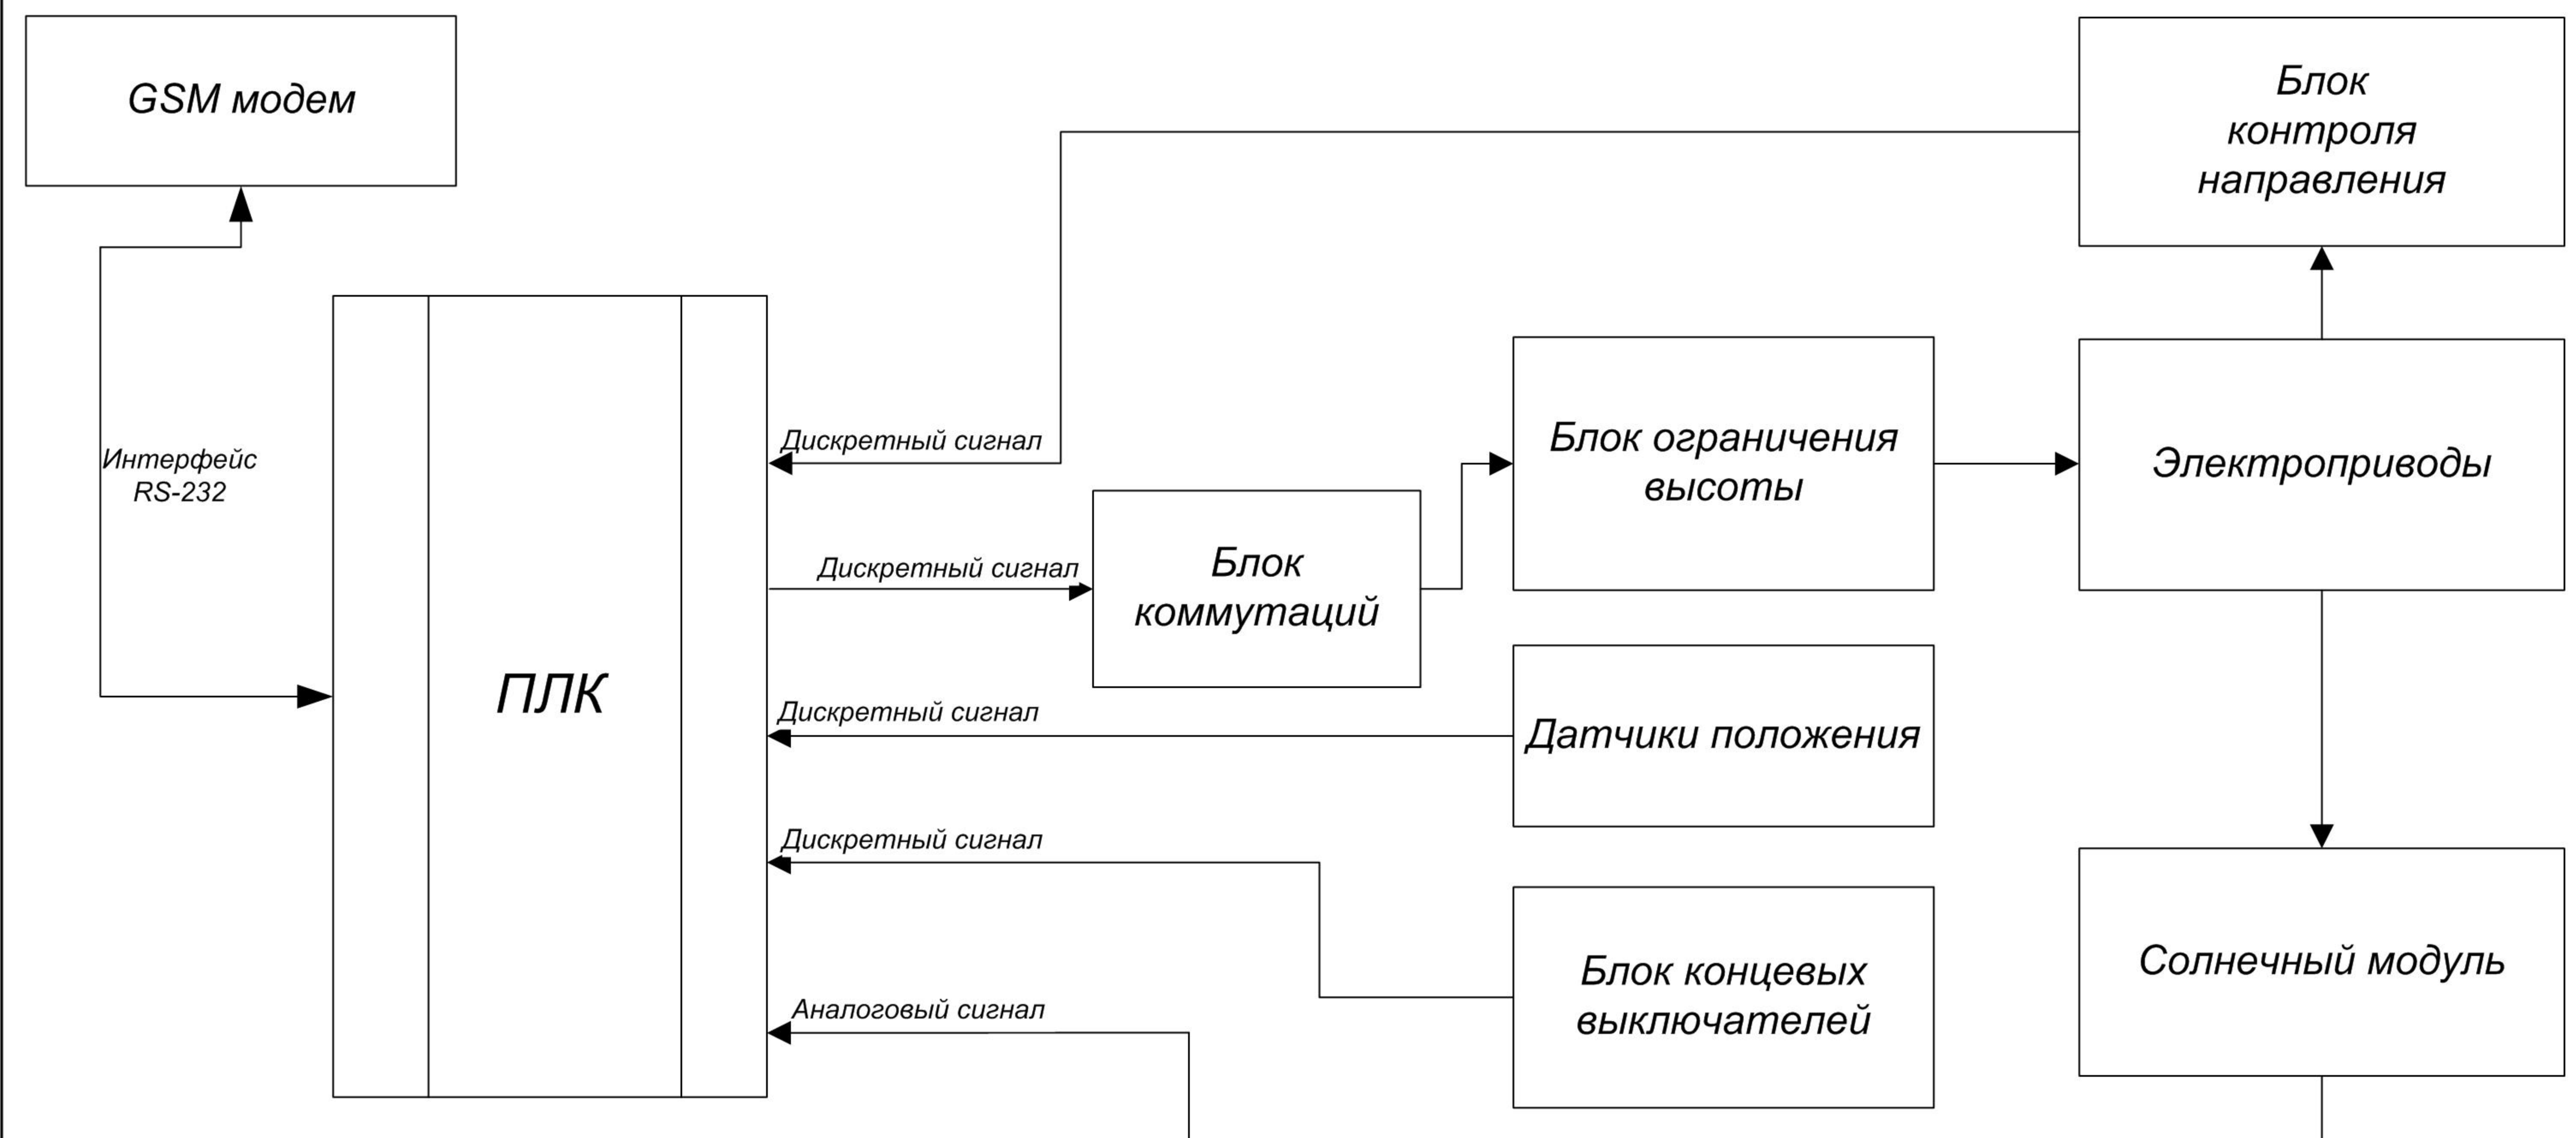 GSM модем
Блок
контроля
направления
Интерфейс
RS-232
Дискретный сигнал
Блок ограничения
высоты
Электроприводы
Дискретный сигнал
Блок
коммутаций
ПЛК
Дискретный сигнал
Датчики положения
Дискретный сигнал
Блок концевых
выключателей
Солнечный модуль
Аналоговый сигнал